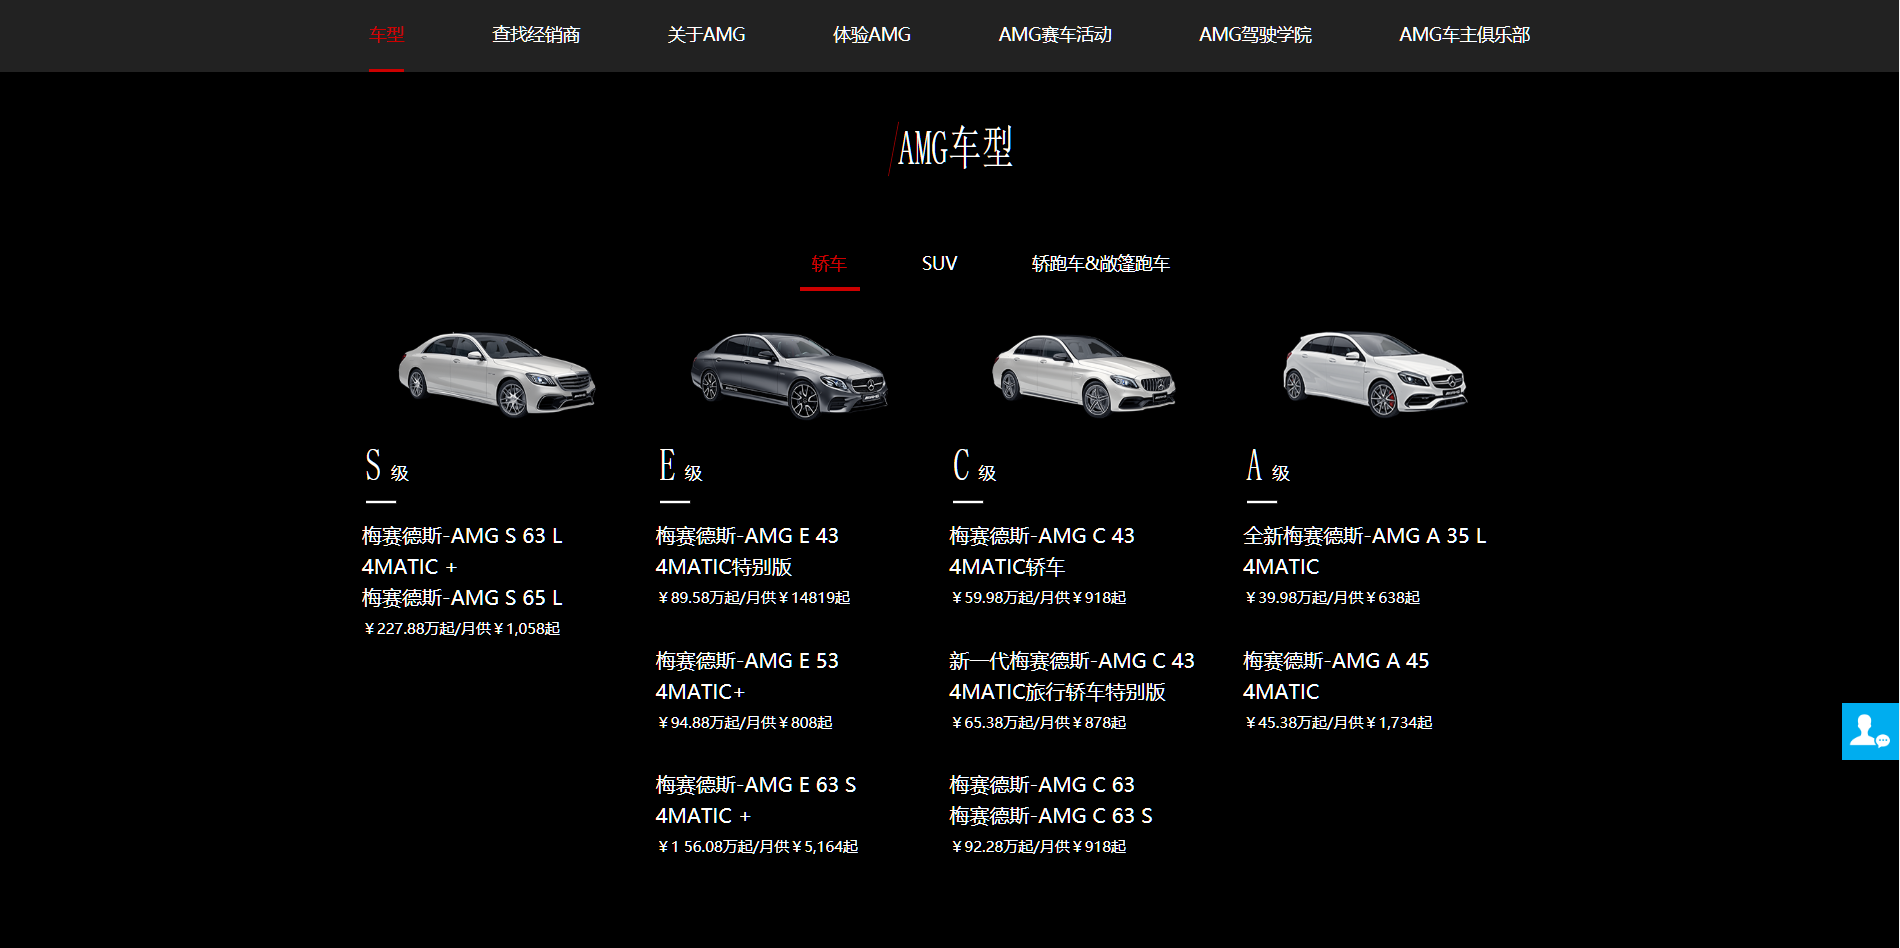 车型 查找经销商 关于AMG 体验AMG AMG赛车活动 AMG驾驶学院 AMG车主俱乐部
AMG车型
轿车 SUV 轿跑车&敞篷跑车
S 级
梅赛德斯-AMG S 63 L
4MATIC +
梅赛德斯-AMG S 65 L
￥227.88万起/月供￥1,058起
E 级
梅赛德斯-AMG E 43
4MATIC特别版
￥89.58万起/月供￥14819起
梅赛德斯-AMG E 53
4MATIC+
￥94.88万起/月供￥808起
梅赛德斯-AMG E 63 S
4MATIC +
￥1 56.08万起/月供￥5,164起
C 级
梅赛德斯-AMG C 43
4MATIC轿车
￥59.98万起/月供￥918起
新一代梅赛德斯-AMG C 43
4MATIC旅行轿车特别版
￥65.38万起/月供￥878起
梅赛德斯-AMG C 63
梅赛德斯-AMG C 63 S
￥92.28万起/月供￥918起
A 级
全新梅赛德斯-AMG A 35 L
4MATIC
￥39.98万起/月供￥638起
梅赛德斯-AMG A 45
4MATIC
￥45.38万起/月供￥1,734起